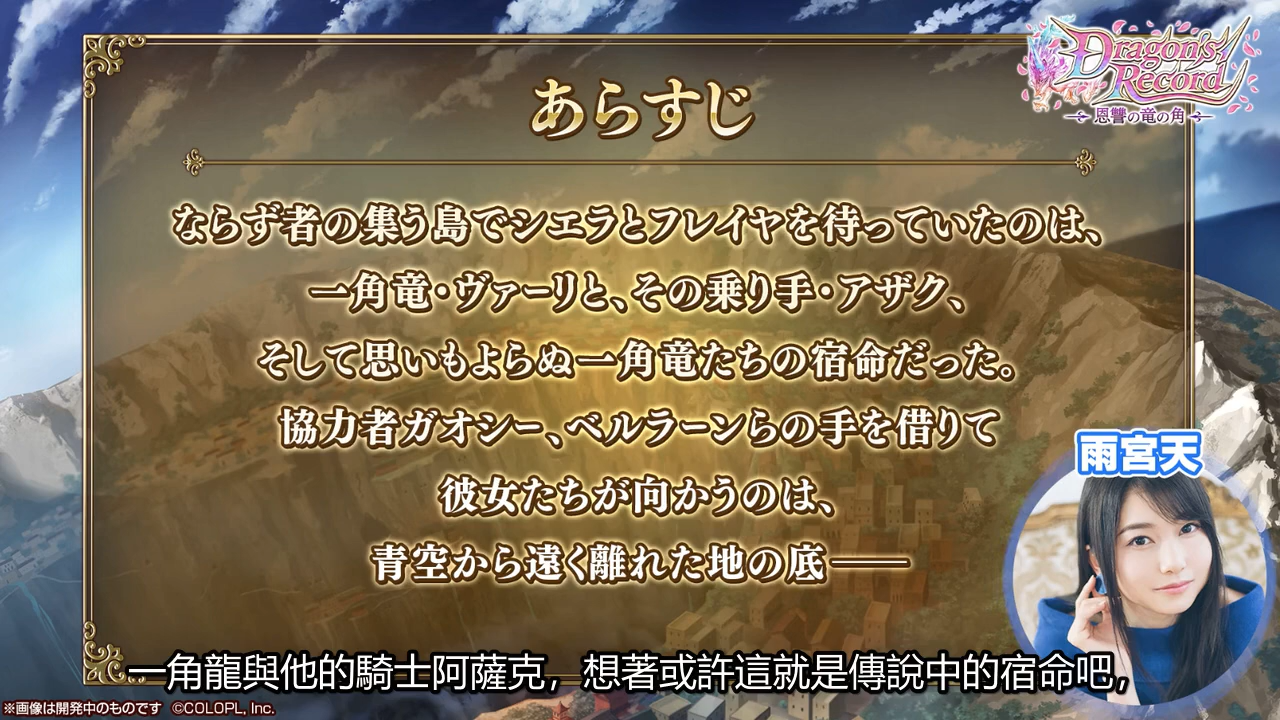 Dragon's
Record
恩讐の竜の角
あらすじ
ならず者の集う島でシエラとフレイヤを待っていたのは、
一角竜・ヴァーリと、その乗り手・アザク、
そして思いもよらぬ一角竜たちの宿命だった。
協力者ガオシー、ベルラーンらの手を借りて
彼女たちが向かうのは、
青空から遠く離れた地の底――
雨宮天
一角龍與他的騎士阿薩克，想著或許這就是傳說中的宿命吧，
※画像は開発中のものです ©COLOPL, Inc.